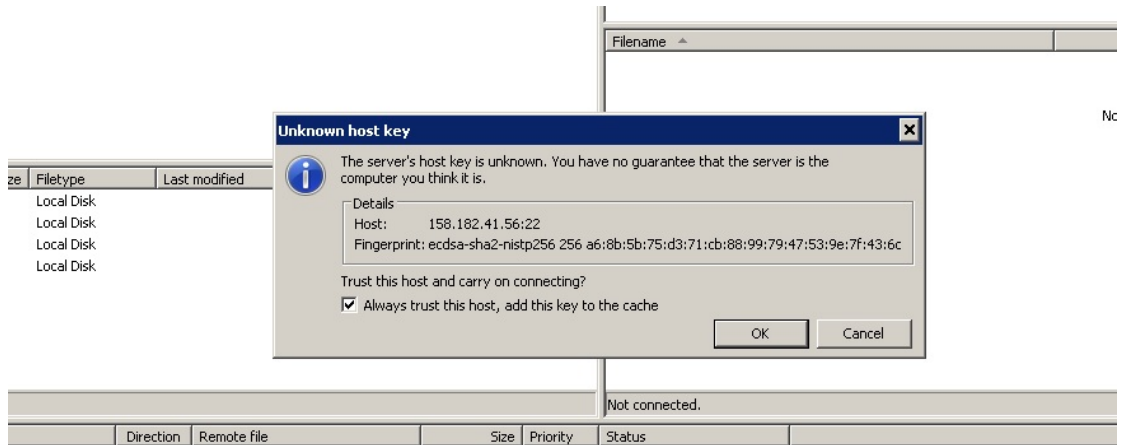 Filename
No
Unknown host key
The server's host key is unknown. You have no guarantee that the server is the
computer you think it is.
ze Filetype Last modified
Local Disk
Local Disk
Local Disk
Local Disk
Details
Host: 158.182.41.56:22
Fingerprint: ecdsa-sha2-nistp256 256 a6:8b:5b:75:d3:71:cb:88:99:79:47:53:9e:7f:43:6c
Trust this host and carry on connecting?
Always trust this host, add this key to the cache
OK Cancel
Not connected.
Direction Remote file Size Priority Status